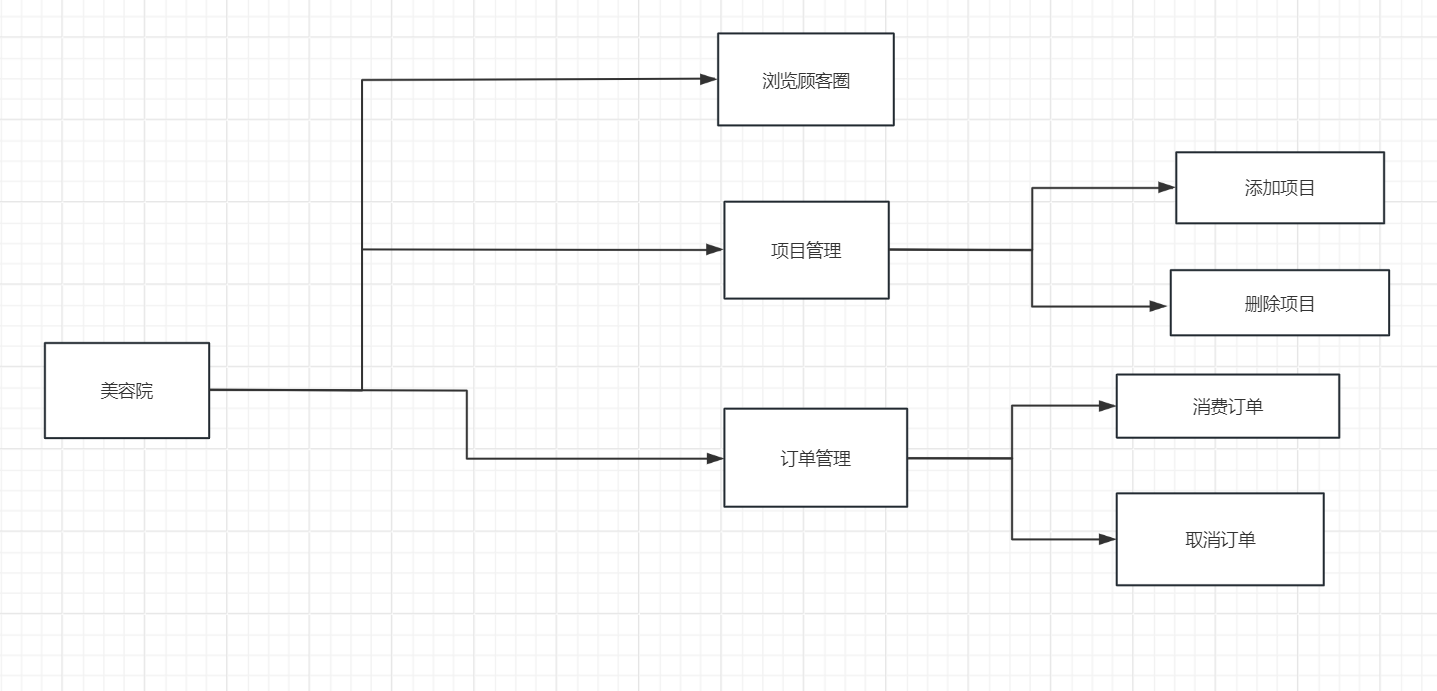 浏览顾客圈
添加项目
项目管理
删除项目
美容院
消费订单
订单管理
取消订单